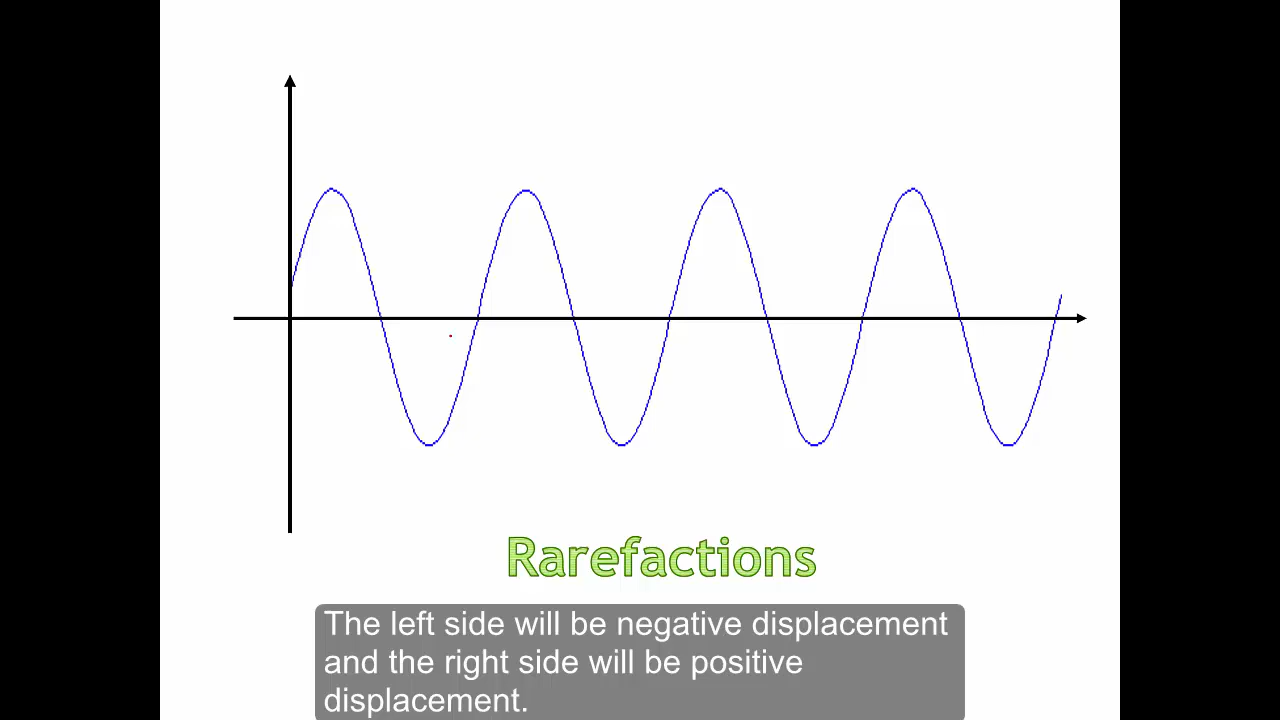 Rarefactions
The left side will be negative displacement
and the right side will be positive
displacement.